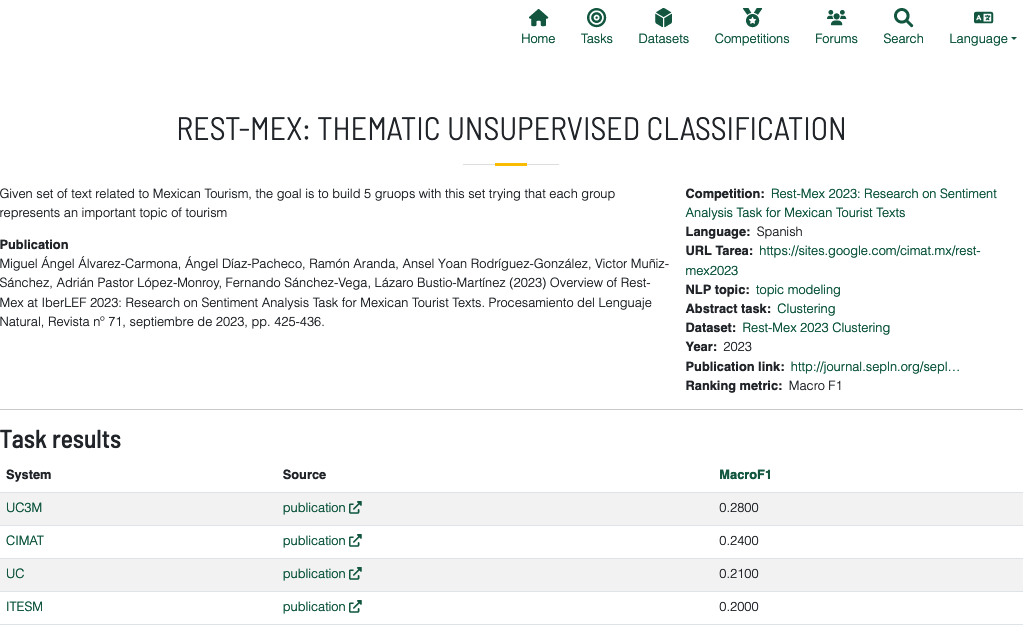 Home Tasks Datasets Competitions Forums Search Language
REST-MEX: THEMATIC UNSUPERVISED CLASSIFICATION
Given set of text related to Mexican Tourism, the goal is to build 5 gruops with this set trying that each group
represents an important topic of tourism
Publication
Miguel Ángel Álvarez-Carmona, Ángel Díaz-Pacheco, Ramón Aranda, Ansel Yoan Rodríguez-González, Victor Muñiz-
Sánchez, Adrián Pastor López-Monroy, Fernando Sánchez-Vega, Lázaro Bustio-Martínez (2023) Overview of Rest-
Mex at IberLEF 2023: Research on Sentiment Analysis Task for Mexican Tourist Texts. Procesamiento del Lenguaje
Natural, Revista nº 71, septiembre de 2023, pp. 425-436.
Competition: Rest-Mex 2023: Research on Sentiment
Analysis Task for Mexican Tourist Texts
Language: Spanish
URL Tarea: https://sites.google.com/cimat.mx/rest-
mex2023
NLP topic: topic modeling
Abstract task: Clustering
Dataset: Rest-Mex 2023 Clustering
Year: 2023
Publication link: http://journal.sepln.org/sepl…
Ranking metric: Macro F1
Task results
System Source MacroF1
UC3M publication 0.2800
CIMAT publication 0.2400
UC publication 0.2100
ITESM publication 0.2000